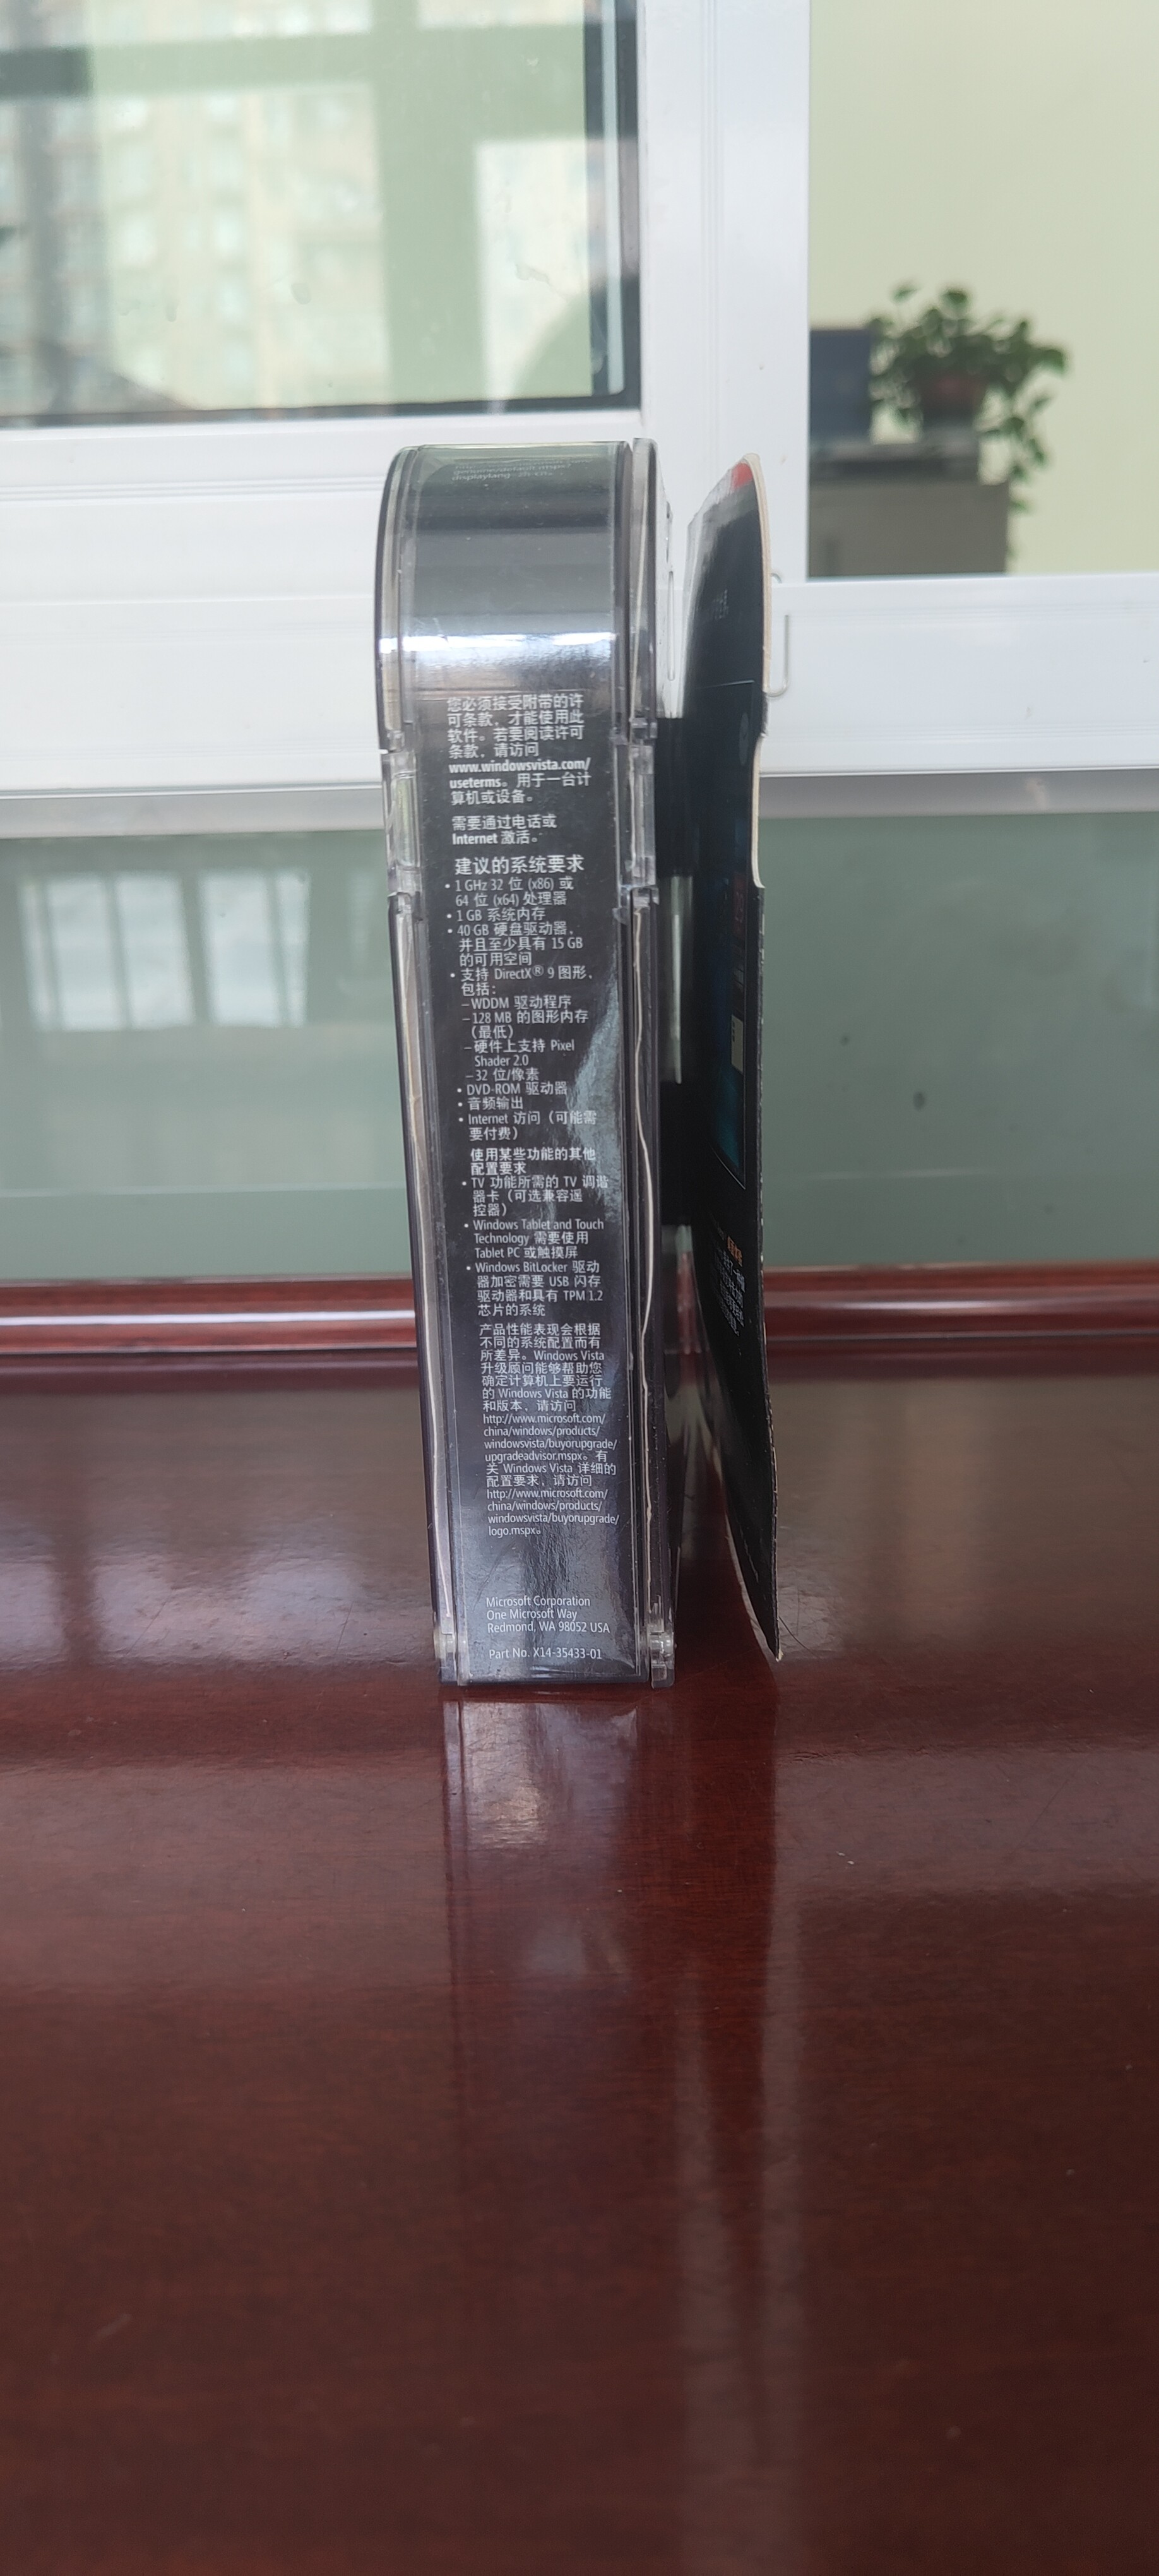 您必须接受附带的许
可条款，才能使用此
软件。若要阅读许可
条款，请访问
www.windowsvista.com/
useterms。用于一台计
算机或设备。
需要通过电话或
Internet 激活。
建议的系统要求
• 1 GHz 32 位 (x86) 或
64 位 (x64) 处理器
• 1 GB 系统内存
• 40 GB 硬盘驱动器，
并且至少具有 15 GB
的可用空间
• 支持 DirectX® 9 图形，
包括：
– WDDM 驱动程序
– 128 MB 的图形内存
（最低）
– 硬件上支持 Pixel
Shader 2.0
– 32 位/像素
• DVD-ROM 驱动器
• 音频输出
• Internet 访问（可能需
要付费）
使用某些功能的其他
配置要求
• TV 功能所需的 TV 调谐
器卡（可选兼容遥
控器）
• Windows Tablet and Touch
Technology 需要使用
Tablet PC 或触摸屏
• Windows BitLocker 驱动
器加密需要 USB 闪存
驱动器和具有 TPM 1.2
芯片的系统
产品性能表现会根据
不同的系统配置而有
所差异。Windows Vista
升级顾问能够帮助您
确定计算机上要运行
的 Windows Vista 的功能
和版本，请访问
http://www.microsoft.com/
china/windows/products/
windowsvista/buyorupgrade/
upgradeadvisor.mspx。有
关 Windows Vista 详细的
配置要求，请访问
http://www.microsoft.com/
china/windows/products/
windowsvista/buyorupgrade/
logo.mspx。
Microsoft Corporation
One Microsoft Way
Redmond, WA 98052 USA
Part No. X14-35433-01